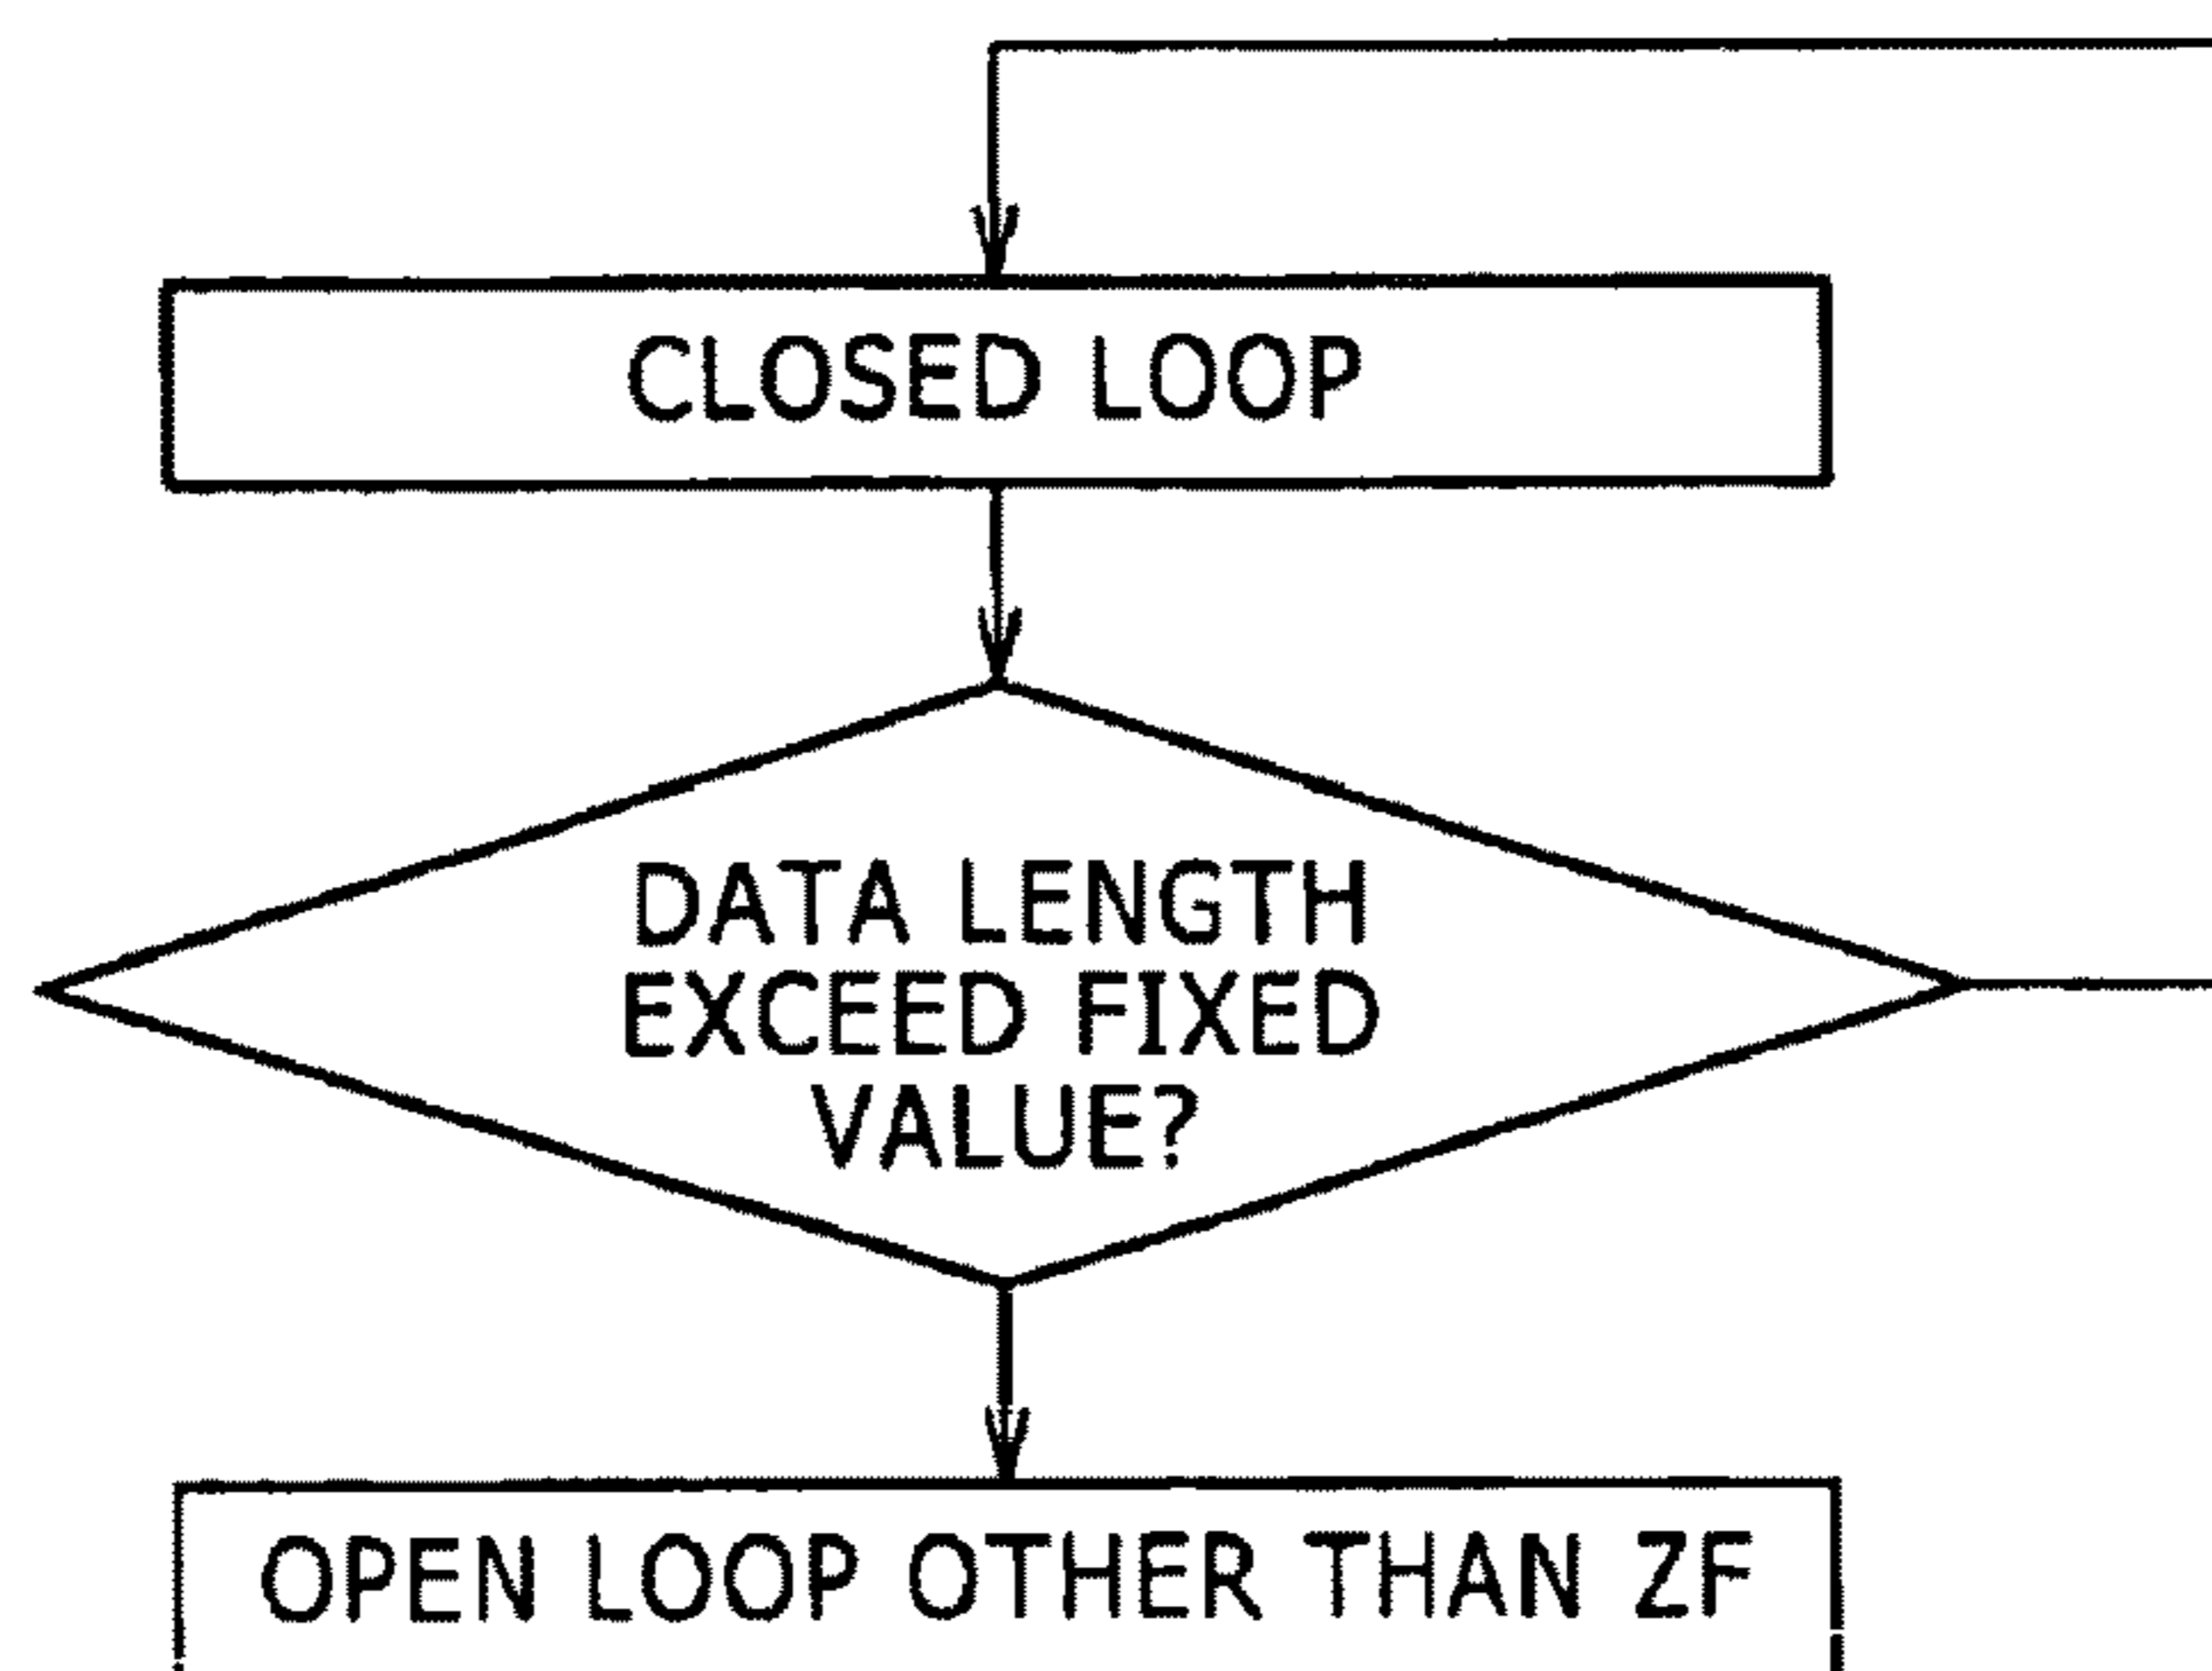 CLOSED LOOP
DATA LENGTH
EXCEED FIXED
VALUE?
OPEN LOOP OTHER THAN ZF